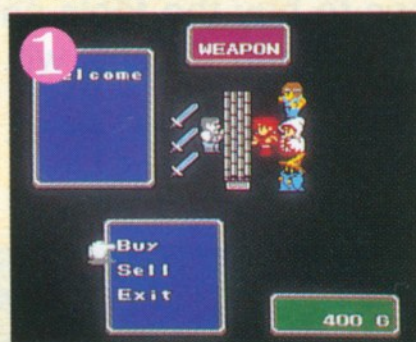 1
WEAPON
elcome
Buy
Sell
Exit
400 G